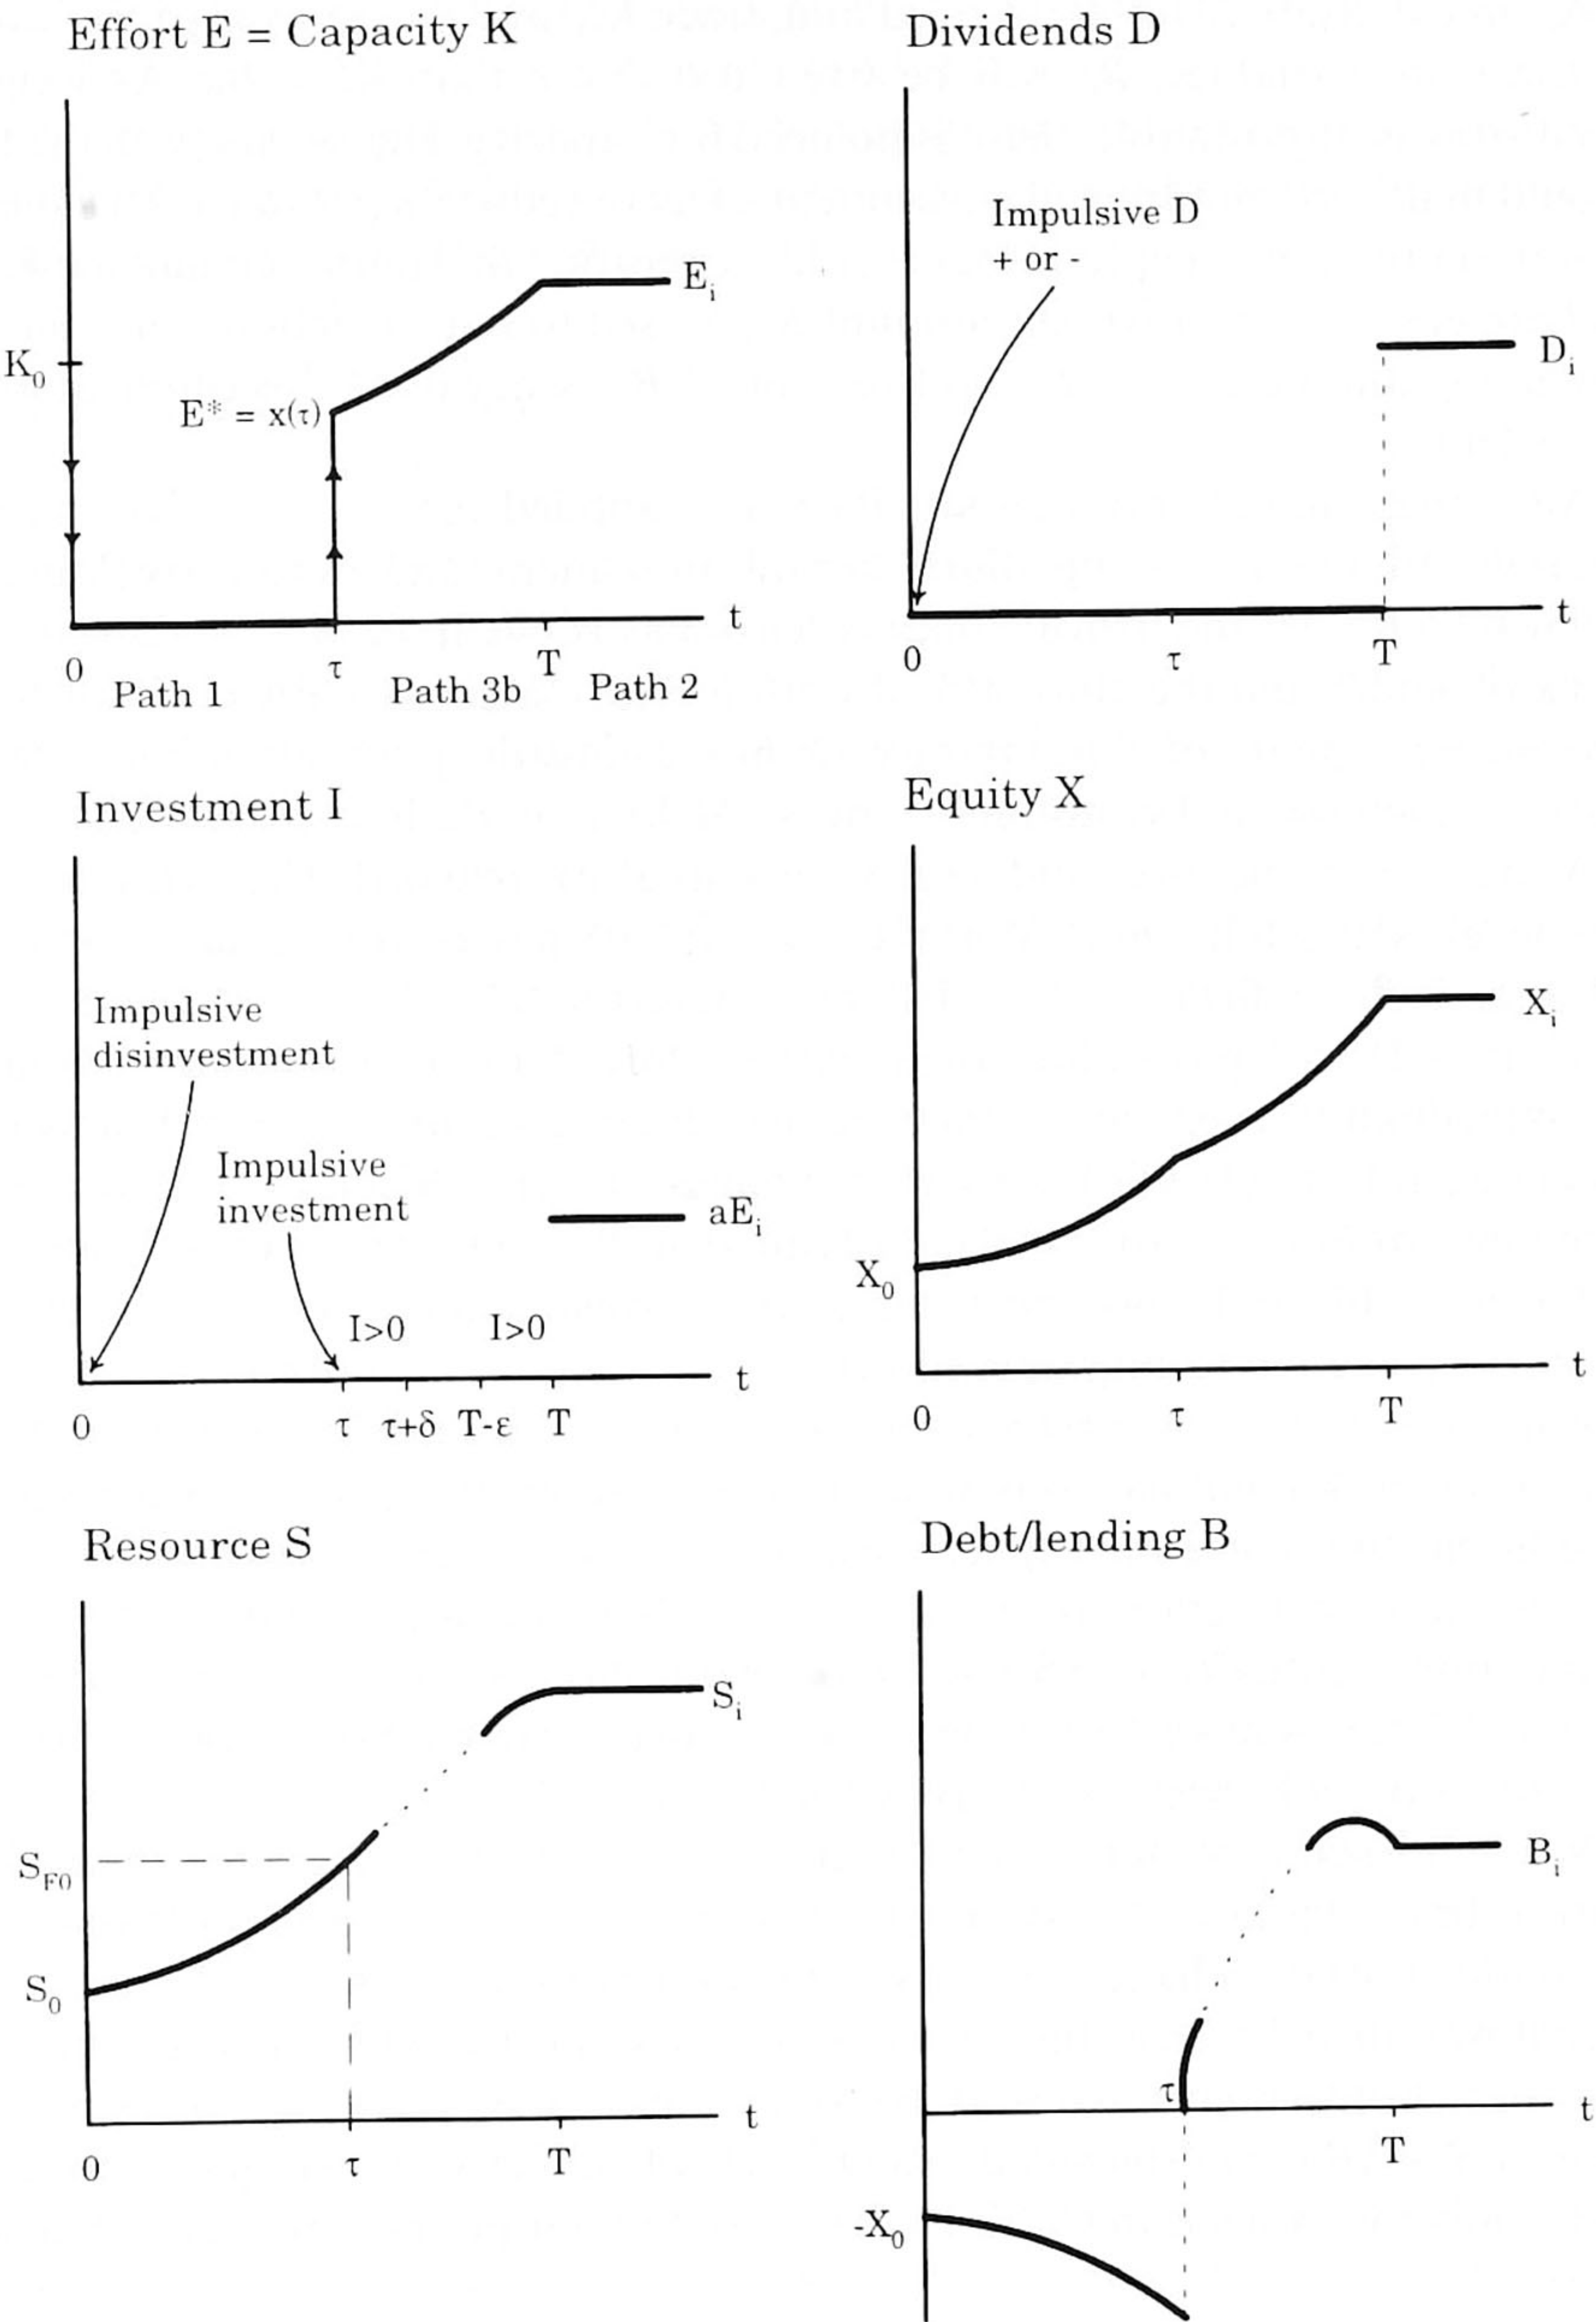 Effort E = Capacity K
K₀
E* = x(τ)
Eᵢ
t
0
τ
T
Path 1
Path 3b
Path 2
Dividends D
Impulsive D
+ or -
Dᵢ
t
0
τ
T
Investment I
Impulsive
disinvestment
Impulsive
investment
aEᵢ
I>0
I>0
t
0
τ
τ+δ
T-ε
T
Equity X
Xᵢ
X₀
t
0
τ
T
Resource S
Sᵢ
S_F0
S₀
t
0
τ
T
Debt/lending B
Bᵢ
τ
t
T
-X₀